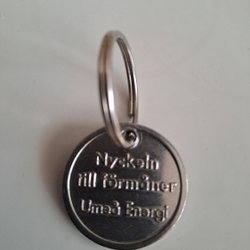 Nyckeln
till förmåner
Umeå Energi